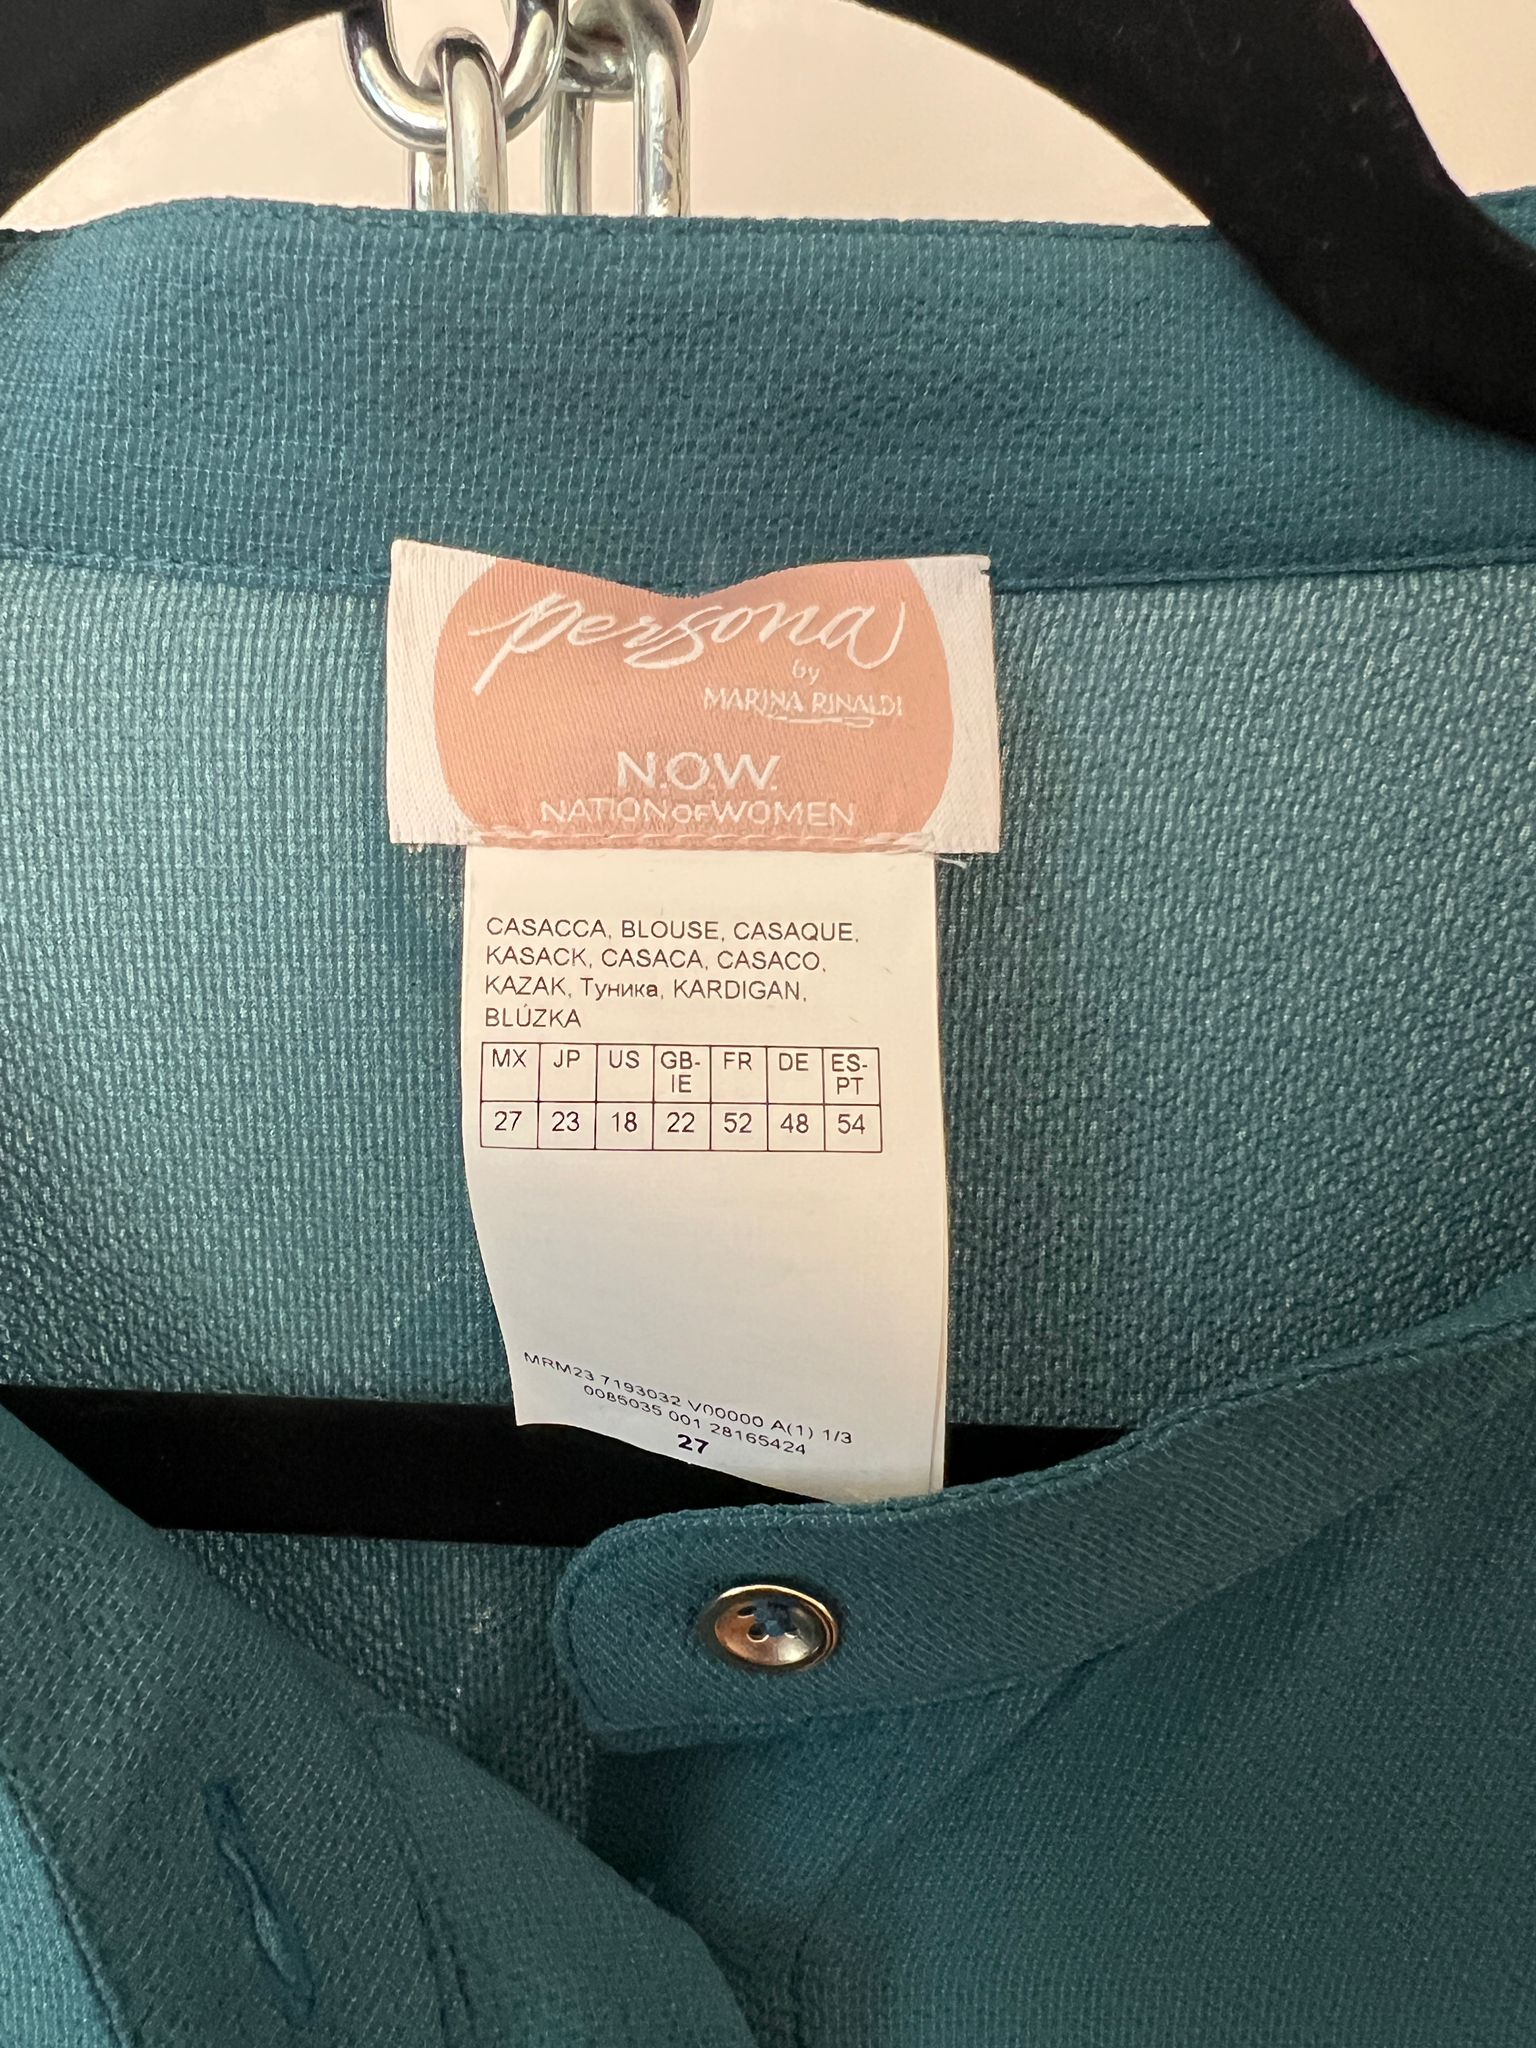 persona
by
MARINA RINALDI
N.O.W.
NATION OF WOMEN
CASACCA, BLOUSE, CASAQUE,
KASACK, CASACA, CASACO,
KAZAK, Туника, KARDIGAN,
BLÚZKA
MX JP US GB-IE FR DE ES-PT
27 23 18 22 52 48 54
MRM23 7193032 V00000 A(1) 1/3
0085035 001 28165424
27